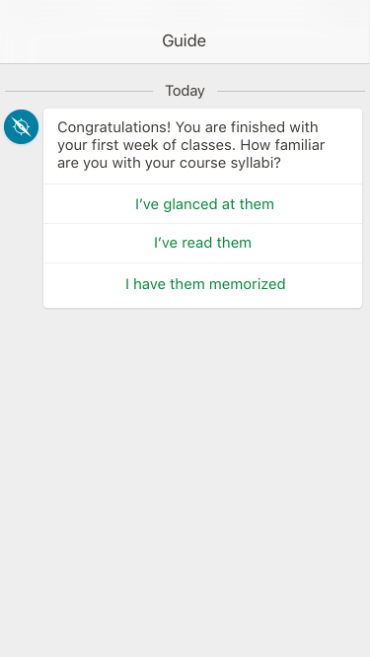 Guide
Today
Congratulations! You are finished with
your first week of classes. How familiar
are you with your course syllabi?
I’ve glanced at them
I’ve read them
I have them memorized